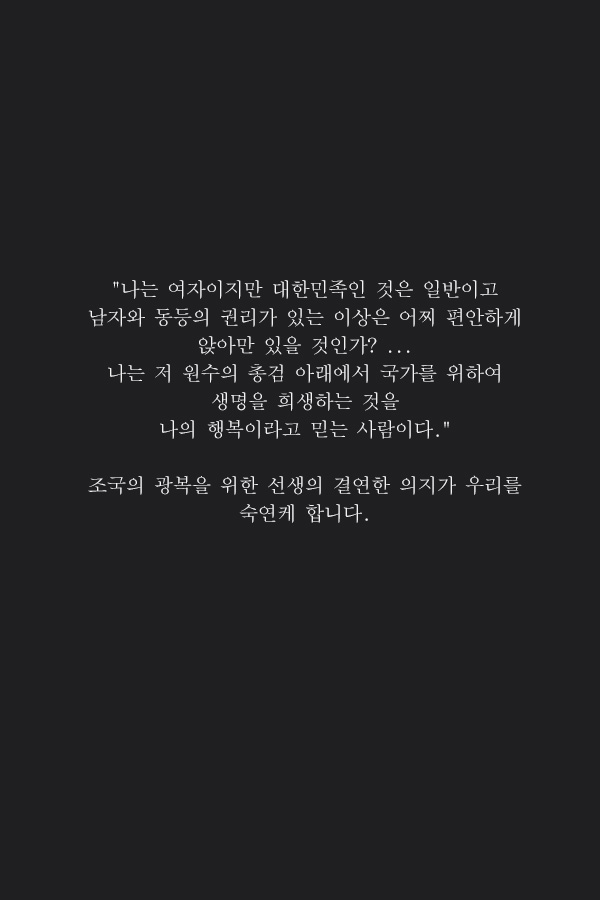 "나는 여자이지만 대한민족인 것은 일반이고
남자와 동등의 권리가 있는 이상은 어찌 편안하게
앉아만 있을 것인가? ...
나는 저 원수의 총검 아래에서 국가를 위하여
생명을 희생하는 것을
나의 행복이라고 믿는 사람이다."
조국의 광복을 위한 선생의 결연한 의지가 우리를
숙연케 합니다.